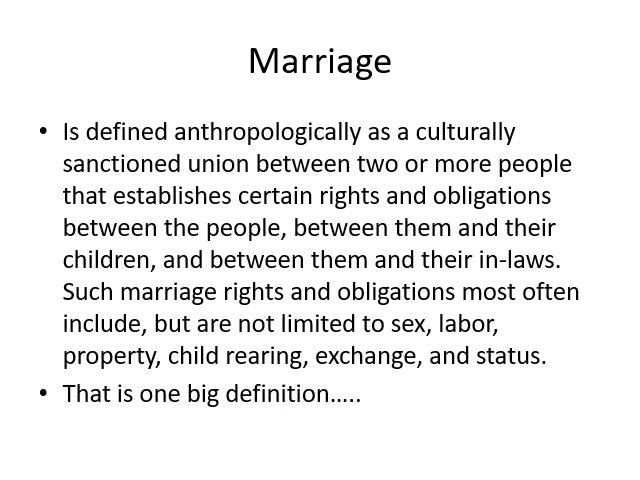 Marriage
• Is defined anthropologically as a culturally
sanctioned union between two or more people
that establishes certain rights and obligations
between the people, between them and their
children, and between them and their in-laws.
Such marriage rights and obligations most often
include, but are not limited to sex, labor,
property, child rearing, exchange, and status.
• That is one big definition…..